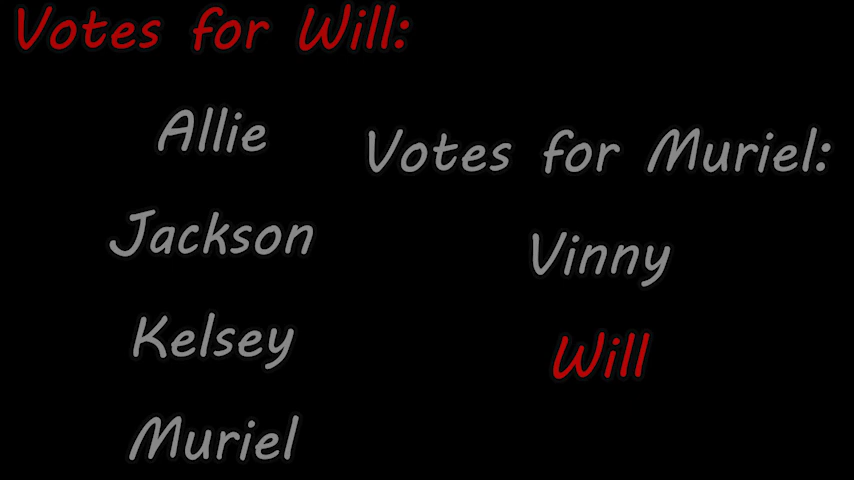 Votes for Will:
Allie
Jackson
Kelsey
Muriel
Votes for Muriel:
Vinny
Will